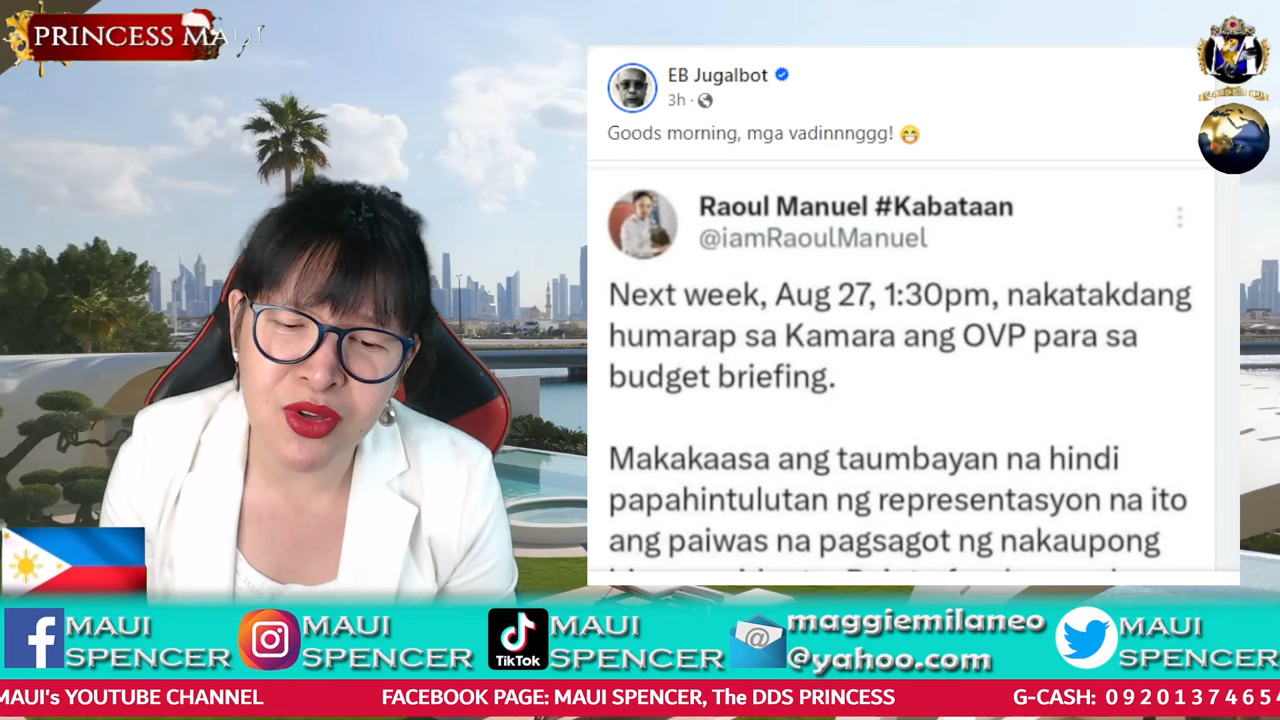 PRINCESS MAUI
EB Jugalbot
3h
Goods morning, mga vadinnnggg!
Raoul Manuel #Kabataan
@iamRaoulManuel
Next week, Aug 27, 1:30pm, nakatakdang
humarap sa Kamara ang OVP para sa
budget briefing.
Makakaasa ang taumbayan na hindi
papahintulutan ng representasyon na ito
ang paiwas na pagsagot ng nakaupong
MAUI
SPENCER
MAUI
SPENCER
TikTok
MAUI
SPENCER
maggiemilaneo
@yahoo.com
MAUI
SPENCER
MAUI's YOUTUBE CHANNEL
FACEBOOK PAGE: MAUI SPENCER, The DDS PRINCESS
G-CASH: 0 9 2 0 1 3 7 4 6 5